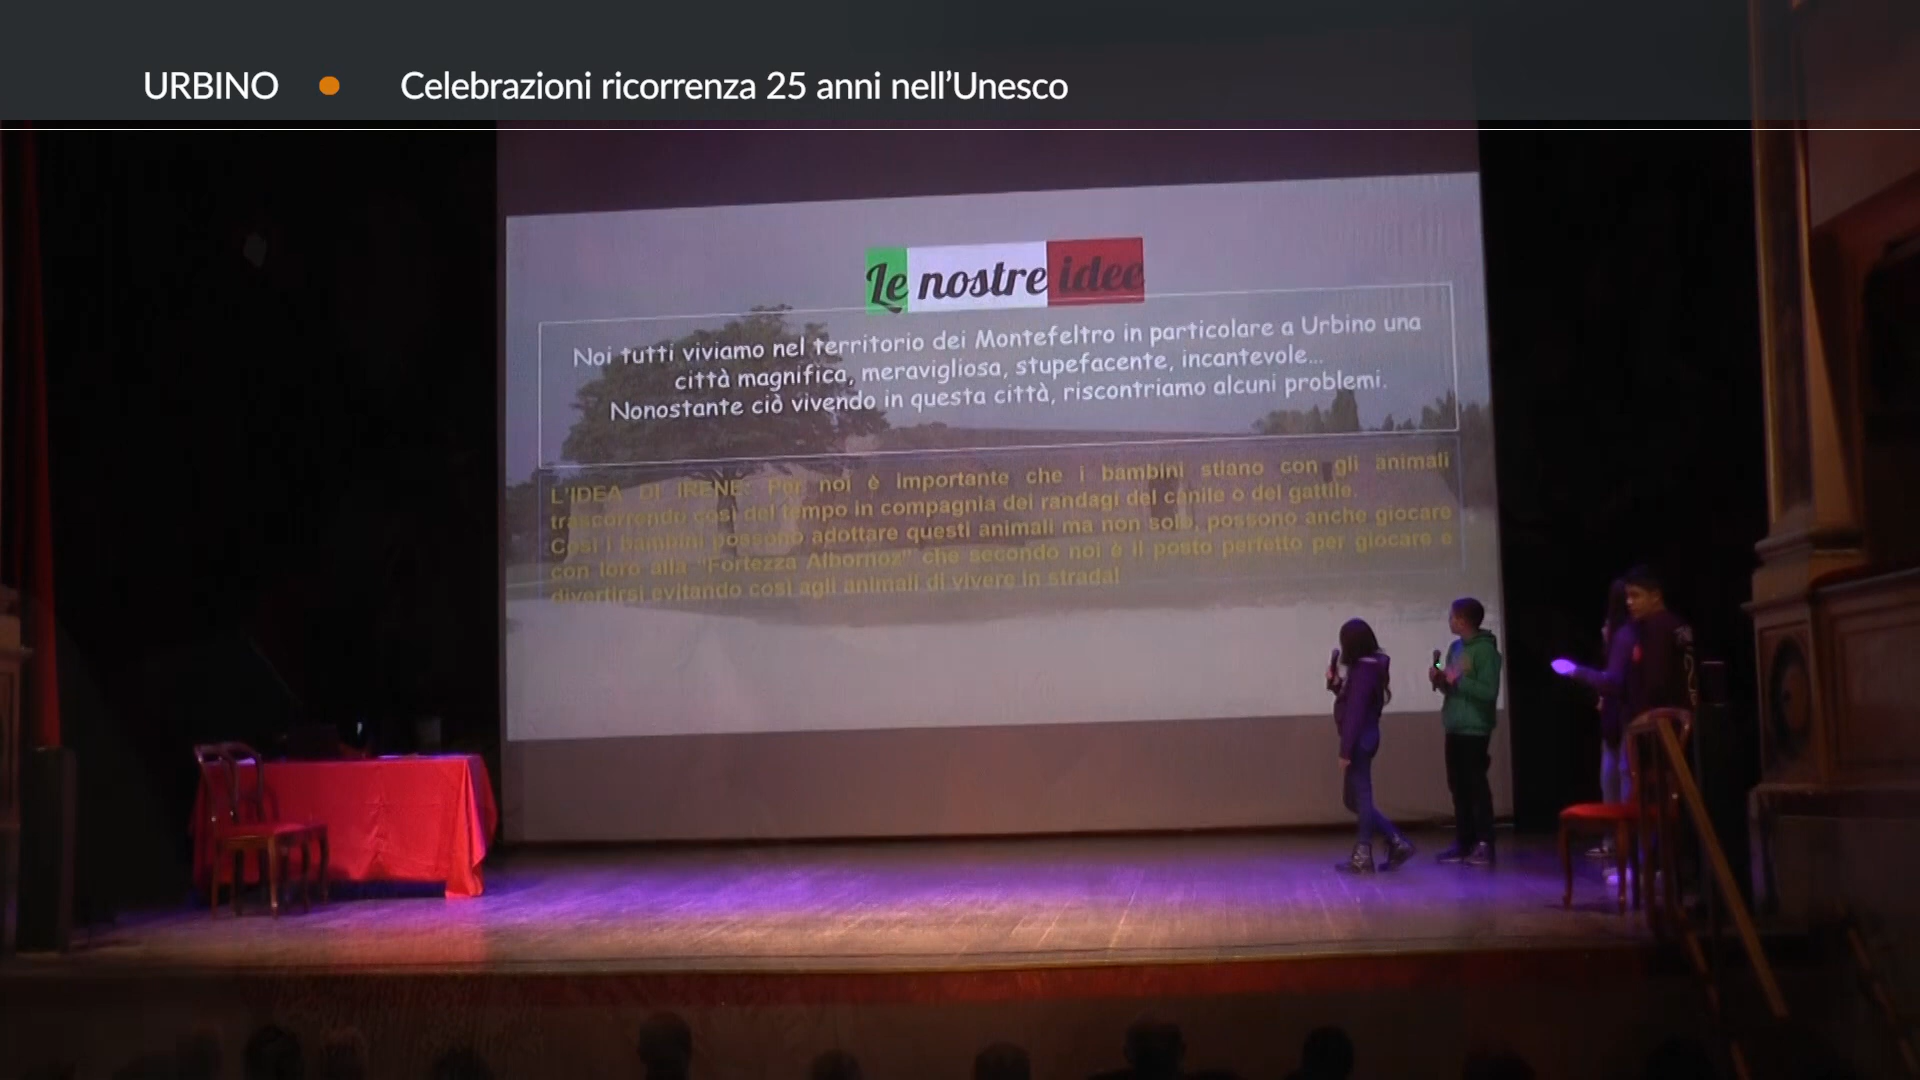 URBINO • Celebrazioni ricorrenza 25 anni nell'Unesco
Le nostre idee
Noi tutti viviamo nel territorio dei Montefeltro in particolare a Urbino una
città magnifica, meravigliosa, stupefacente, incantevole...
Nonostante ciò vivendo in questa città, riscontriamo alcuni problemi.
L'IDEA DI IRENE: Per noi è importante che i bambini stiano con gli animali
trascorrendo così del tempo in compagnia dei randagi del canile o del gattile.
Così i bambini possono adottare questi animali ma non solo, possono anche giocare
con loro alla "Fortezza Albornoz" che secondo noi è il posto perfetto per giocare e
divertirsi evitando così agli animali di vivere in strada!